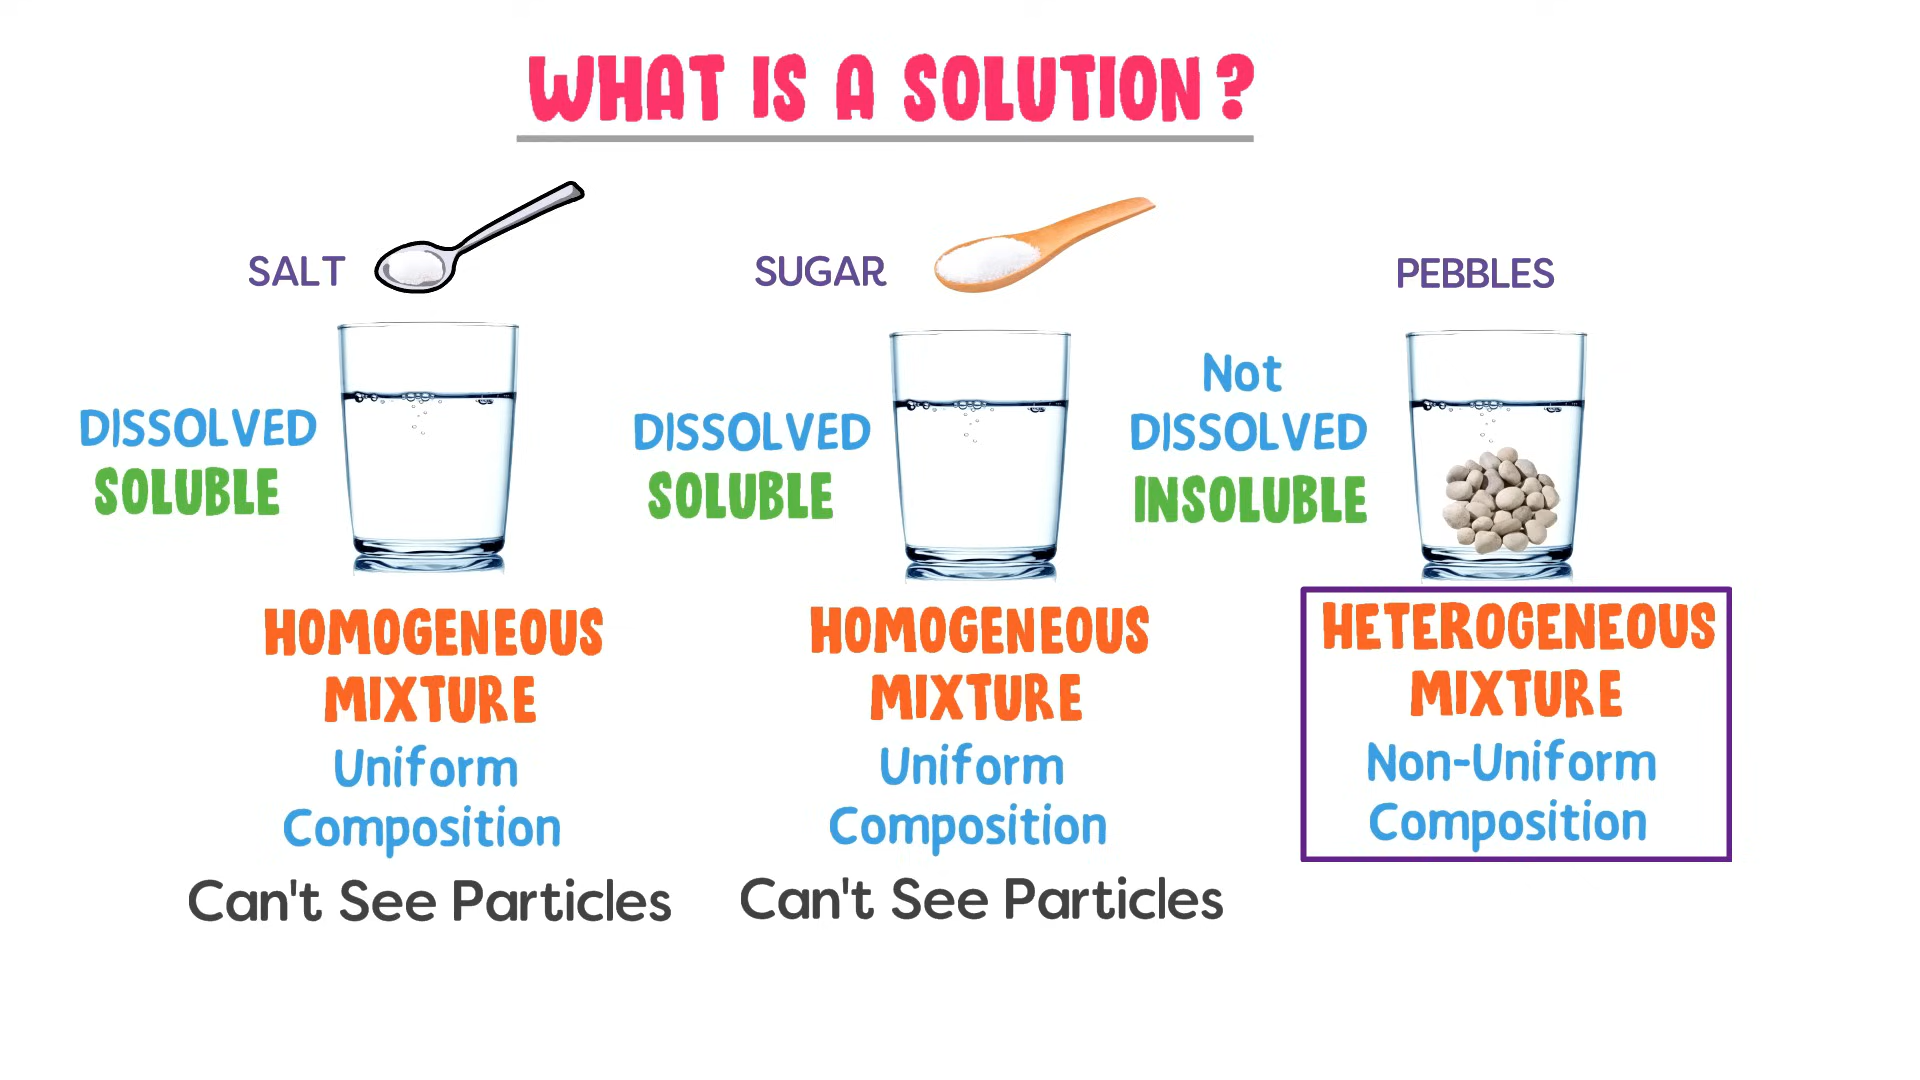 WHAT IS A SOLUTION?
SALT
DISSOLVED
SOLUBLE
HOMOGENEOUS
MIXTURE
Uniform
Composition
Can't See Particles
SUGAR
DISSOLVED
SOLUBLE
HOMOGENEOUS
MIXTURE
Uniform
Composition
Can't See Particles
PEBBLES
Not
DISSOLVED
INSOLUBLE
HETEROGENEOUS
MIXTURE
Non-Uniform
Composition